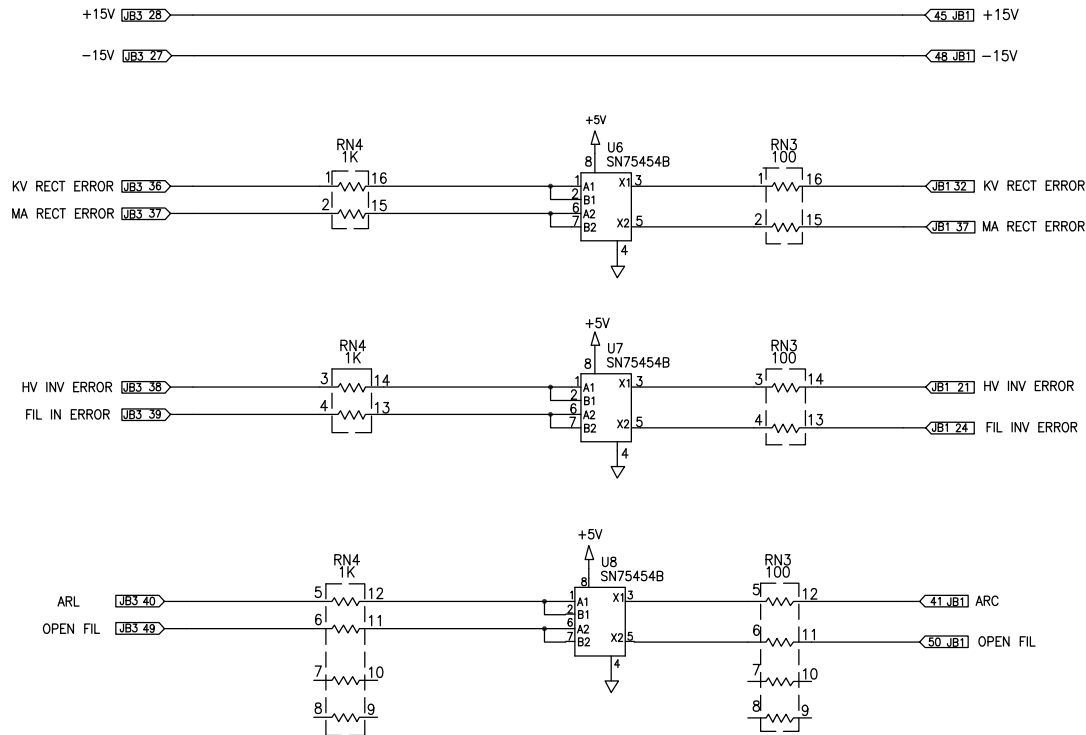 +15V JB3 28 45 JB1 +15V
-15V JB3 27 48 JB1 -15V
+5V
RN4 U6 RN3
1K 8 SN75454B 100
KV RECT ERROR JB3 36 1 16 1 A1 X1 3 1 16 JB1 32 KV RECT ERROR
2 B1
MA RECT ERROR JB3 37 2 15 6 A2
7 B2 X2 5 2 15 JB1 37 MA RECT ERROR
4
+5V
RN4 U7 RN3
1K 8 SN75454B 100
HV INV ERROR JB3 38 3 14 1 A1 X1 3 3 14 JB1 21 HV INV ERROR
2 B1
FIL IN ERROR JB3 39 4 13 6 A2
7 B2 X2 5 4 13 JB1 24 FIL INV ERROR
4
+5V
RN4 U8 RN3
1K 8 SN75454B 100
ARL JB3 40 5 12 1 A1 X1 3 5 12 41 JB1 ARC
2 B1
OPEN FIL JB3 49 6 11 6 A2
7 B2 X2 5 6 11 50 JB1 OPEN FIL
4
7 10 7 10
8 9 8 9